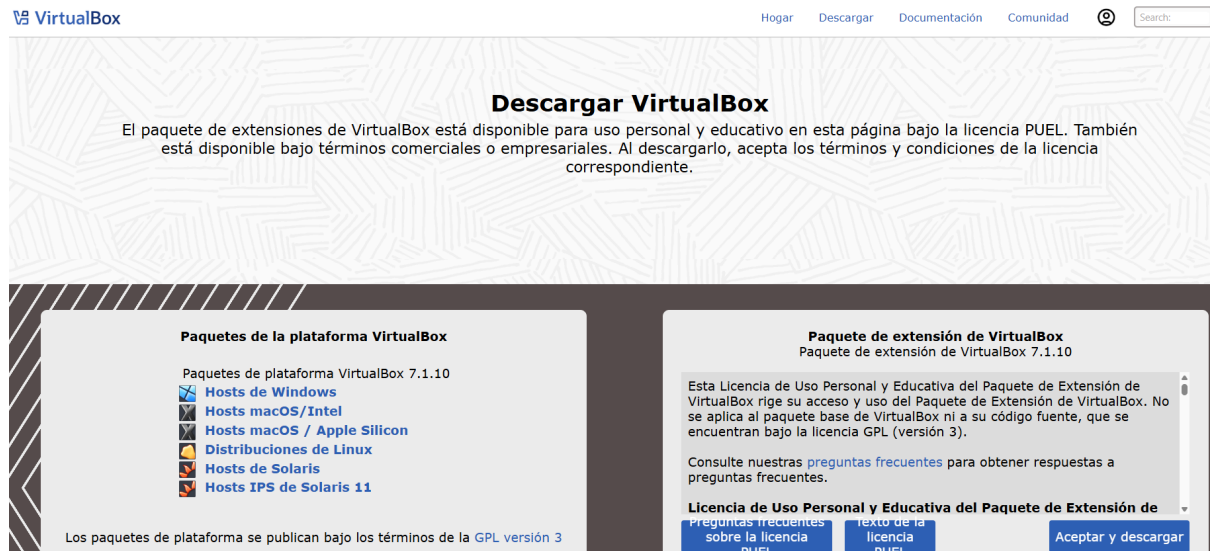 VirtualBox
Hogar Descargar Documentación Comunidad Search:
Descargar VirtualBox
El paquete de extensiones de VirtualBox está disponible para uso personal y educativo en esta página bajo la licencia PUEL. También
está disponible bajo términos comerciales o empresariales. Al descargarlo, acepta los términos y condiciones de la licencia
correspondiente.
Paquetes de la plataforma VirtualBox
Paquetes de plataforma VirtualBox 7.1.10
Hosts de Windows
Hosts macOS/Intel
Hosts macOS / Apple Silicon
Distribuciones de Linux
Hosts de Solaris
Hosts IPS de Solaris 11
Los paquetes de plataforma se publican bajo los términos de la GPL versión 3
Paquete de extensión de VirtualBox
Paquete de extensión de VirtualBox 7.1.10
Esta Licencia de Uso Personal y Educativa del Paquete de Extensión de
VirtualBox rige su acceso y uso del Paquete de Extensión de VirtualBox. No
se aplica al paquete base de VirtualBox ni a su código fuente, que se
encuentran bajo la licencia GPL (versión 3).
Consulte nuestras preguntas frecuentes para obtener respuestas a
preguntas frecuentes.
Licencia de Uso Personal y Educativa del Paquete de Extensión de
Preguntas frecuentes
sobre la licencia
PUEL
Texto de la
licencia
PUEL
Aceptar y descargar